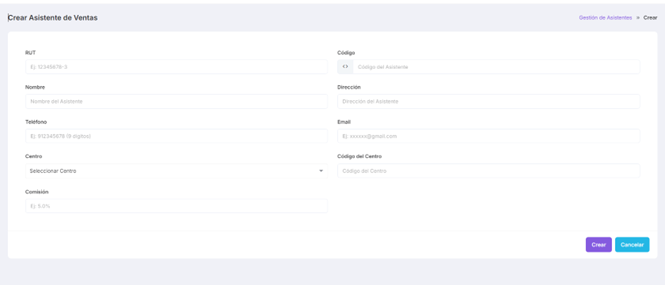 Crear Asistente de Ventas
Gestión de Asistentes Crear
RUT
Ej: 12345678-3
Código
Código del Asistente
Nombre
Nombre del Asistente
Dirección
Dirección del Asistente
Teléfono
Ej: 912345678 (9 dígitos)
Email
Ej: xxxxxx@gmail.com
Centro
Seleccionar Centro
Código del Centro
Código del Centro
Comisión
Ej: 5.0%
Crear
Cancelar